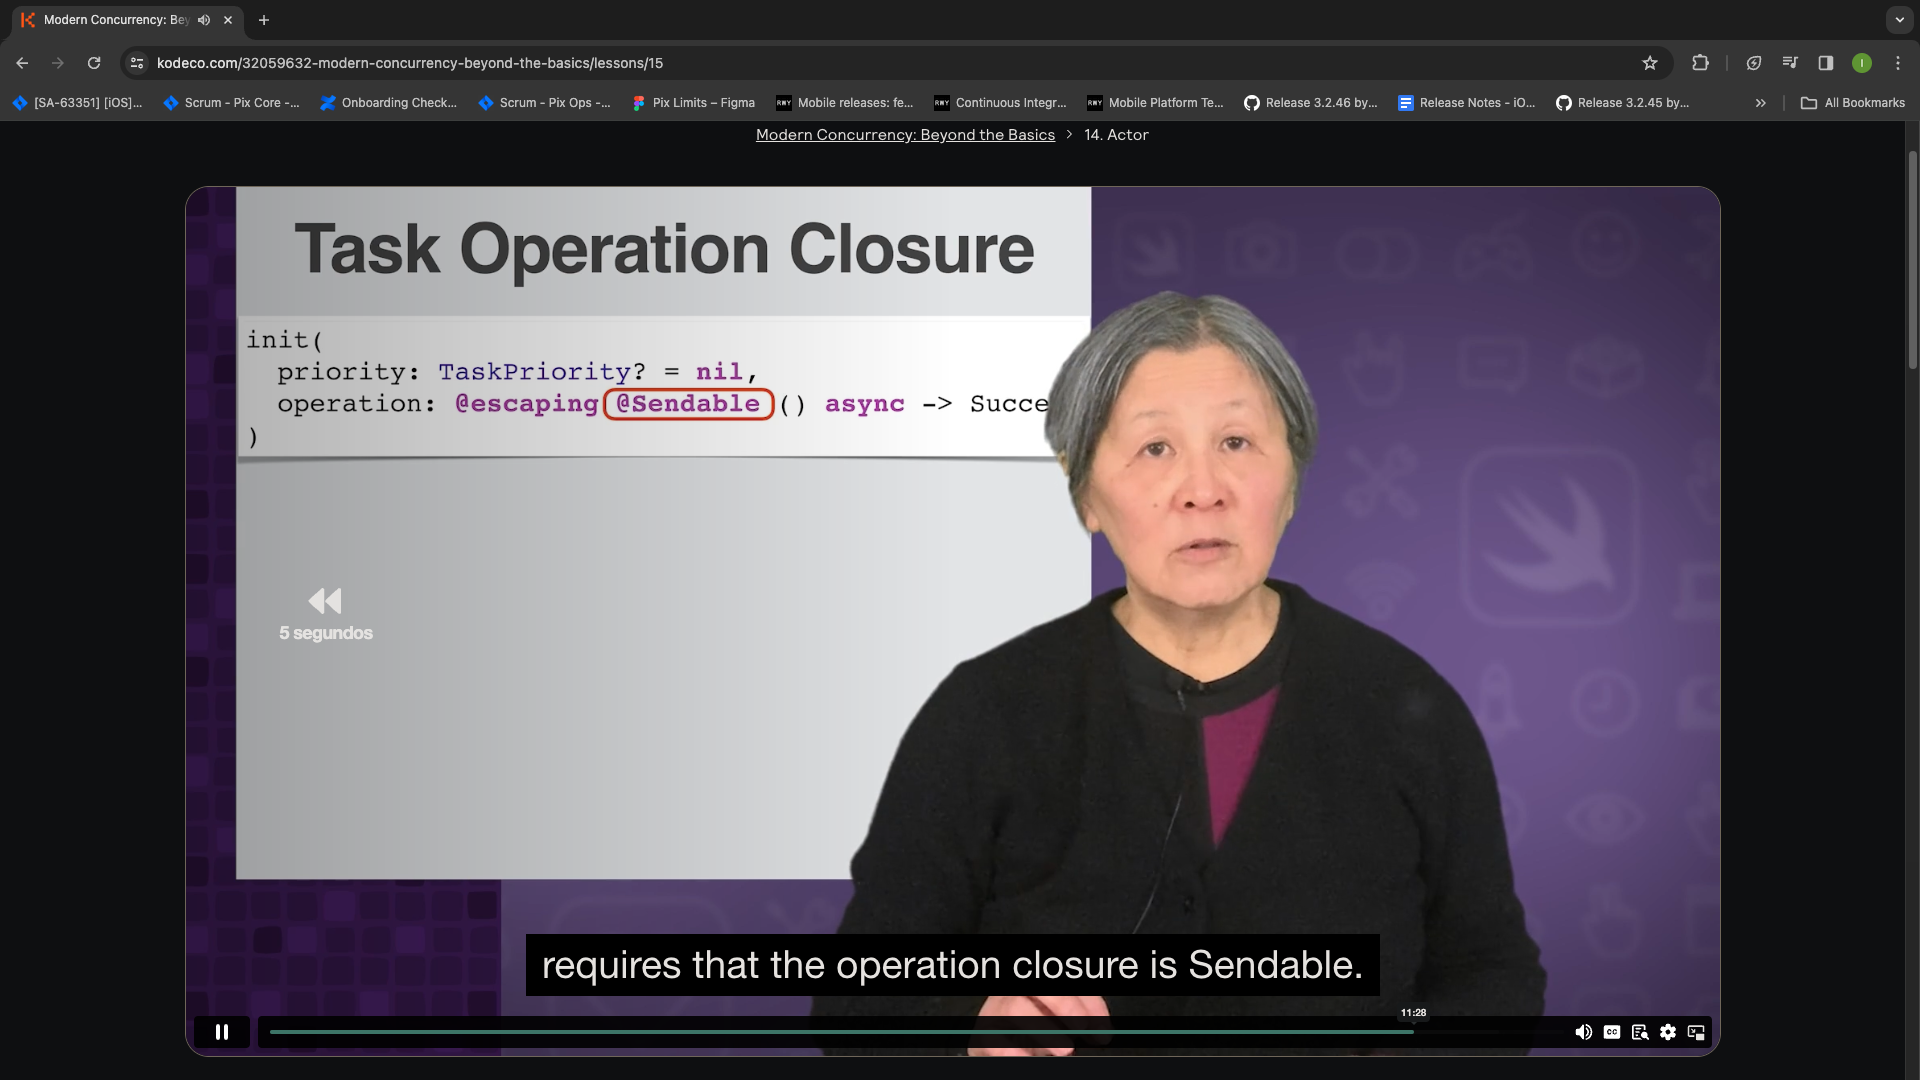 Modern Concurrency: Bey
kodeco.com/32059632-modern-concurrency-beyond-the-basics/lessons/15
I
[SA-63351] [iOS]...
Scrum - Pix Core -...
Onboarding Check...
Scrum - Pix Ops -...
Pix Limits – Figma
RWY
Mobile releases: fe...
RWY
Continuous Integr...
RWY
Mobile Platform Te...
Release 3.2.46 by...
Release Notes - iO...
Release 3.2.45 by...
All Bookmarks
Modern Concurrency: Beyond the Basics > 14. Actor
Task Operation Closure
init(
priority: TaskPriority? = nil,
operation: @escaping @Sendable () async -> Succe
)
5 segundos
requires that the operation closure is Sendable.
11:28
CC